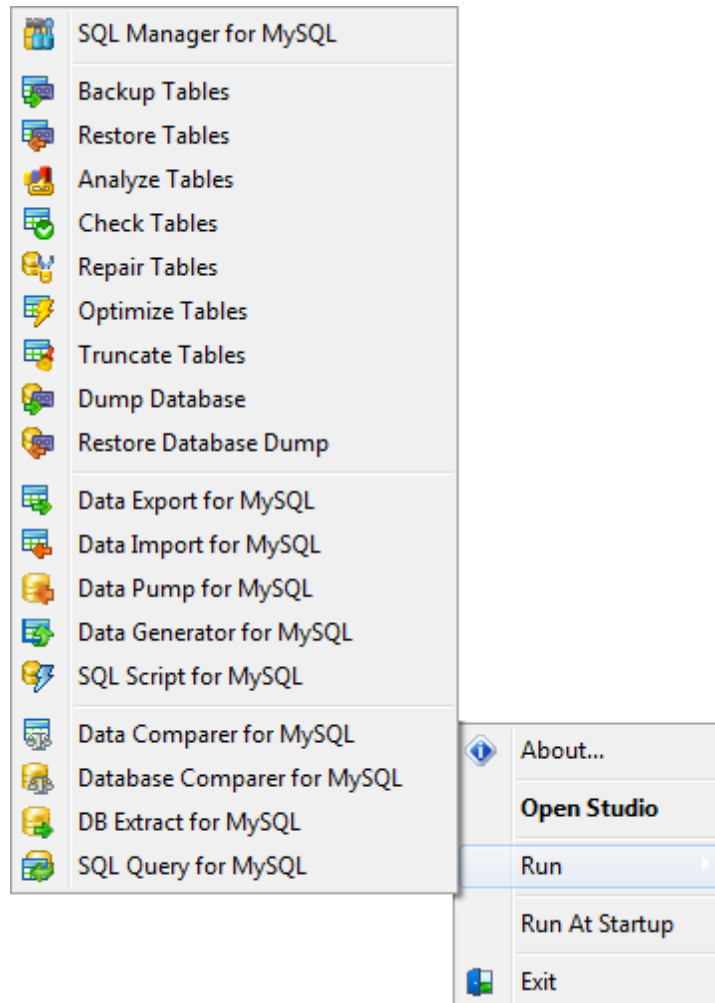 SQL Manager for MySQL
Backup Tables
Restore Tables
Analyze Tables
Check Tables
Repair Tables
Optimize Tables
Truncate Tables
Dump Database
Restore Database Dump
Data Export for MySQL
Data Import for MySQL
Data Pump for MySQL
Data Generator for MySQL
SQL Script for MySQL
Data Comparer for MySQL
Database Comparer for MySQL
DB Extract for MySQL
SQL Query for MySQL
About...
Open Studio
Run
Run At Startup
Exit